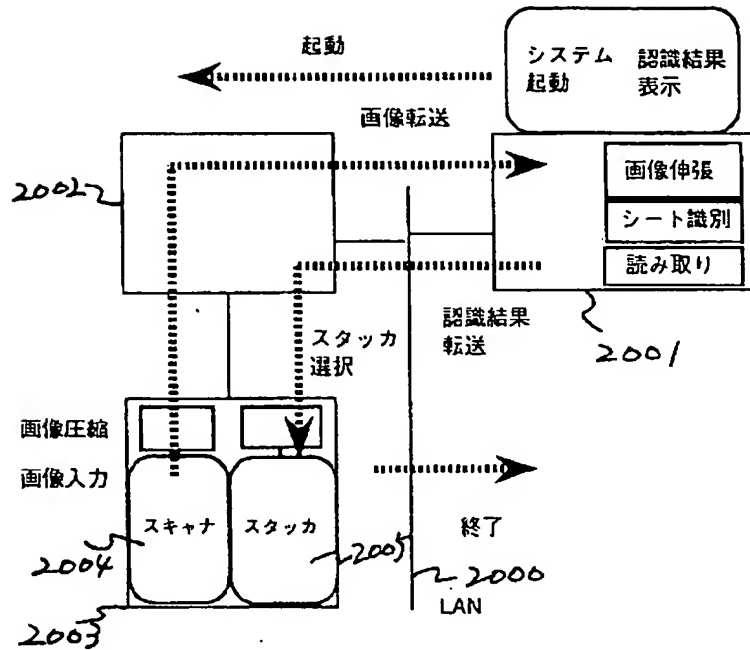 起動
システム 認識結果
起動 表示
画像転送
2002
画像伸張
シート識別
読み取り
スタッカ
選択
認識結果
転送
2001
画像圧縮
画像入力
スキャナ
スタッカ
2004
2005
終了
2000
LAN
2003